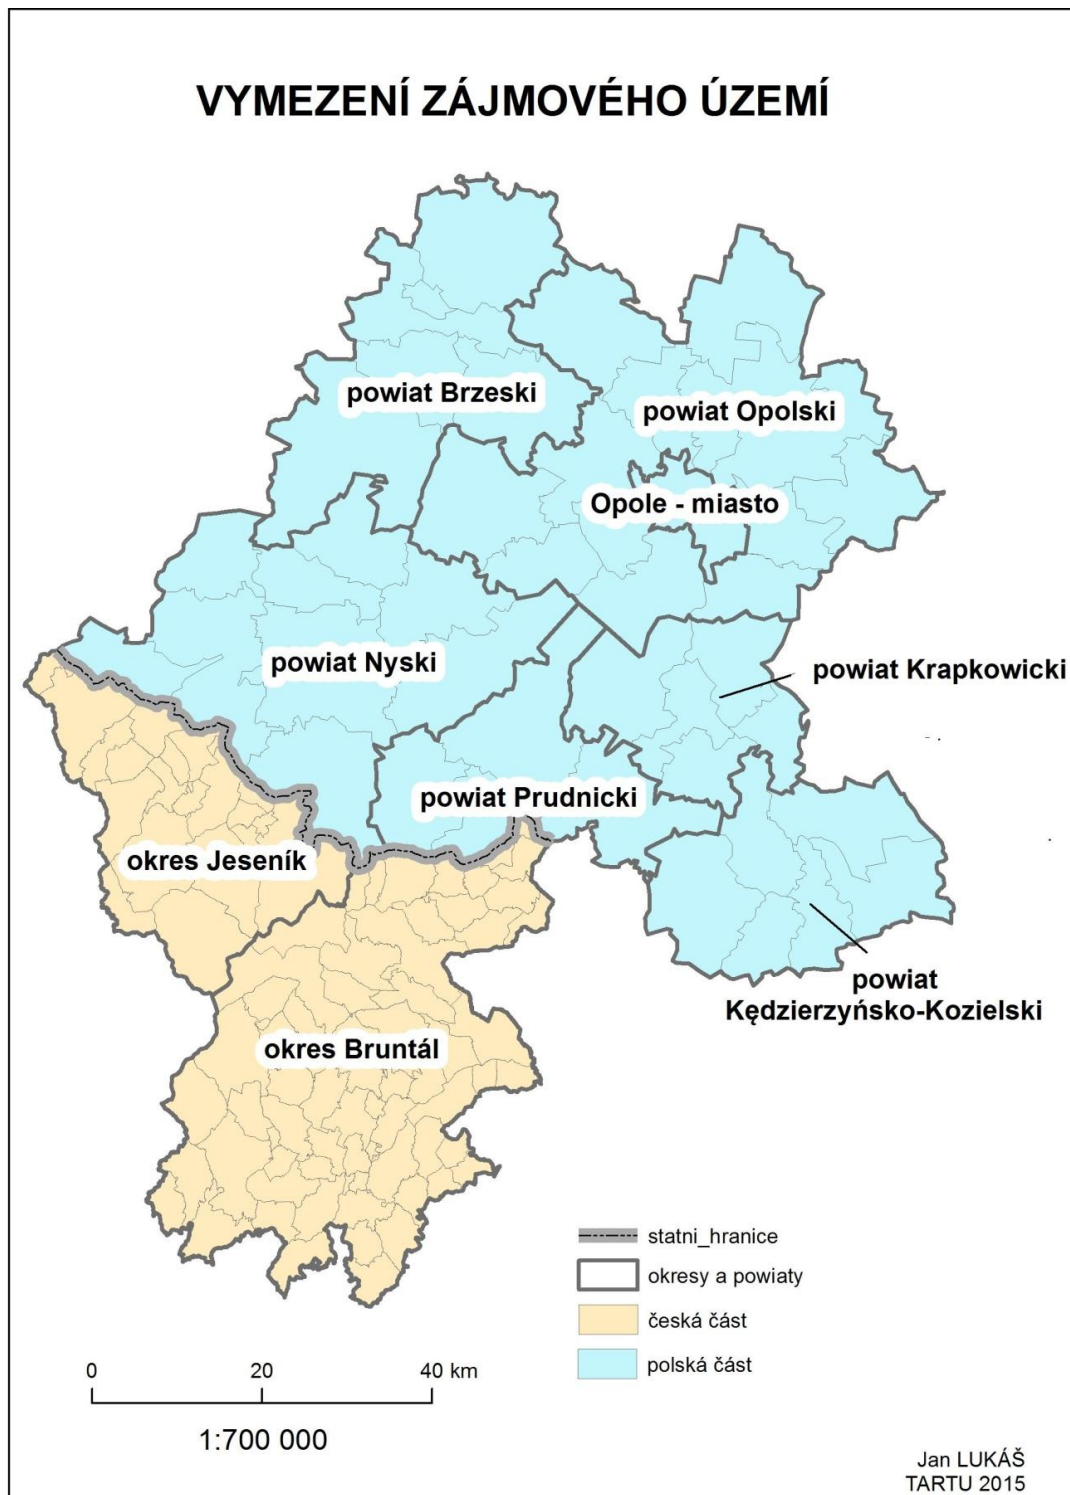 VYMEZENÍ ZÁJMOVÉHO ÚZEMÍ
powiat Brzeski
powiat Opolski
Opole - miasto
powiat Nyski
powiat Krapkowicki
powiat Prudnicki
okres Jeseník
powiat
Kędzierzyńsko-Kozielski
okres Bruntál
statni_hranice
okresy a powiaty
česká část
polská část
0 20 40 km
1:700 000
Jan LUKÁŠ
TARTU 2015